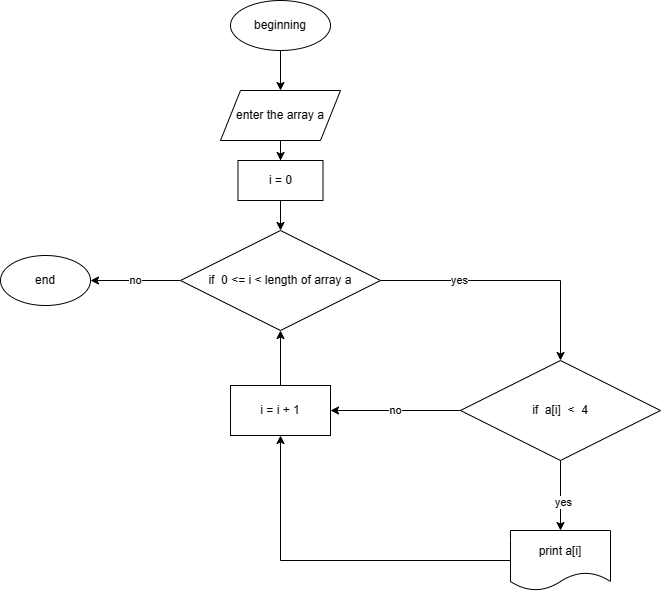 beginning
enter the array a
i = 0
if 0 <= i < length of array a
no
end
yes
if a[i] < 4
no
i = i + 1
yes
print a[i]